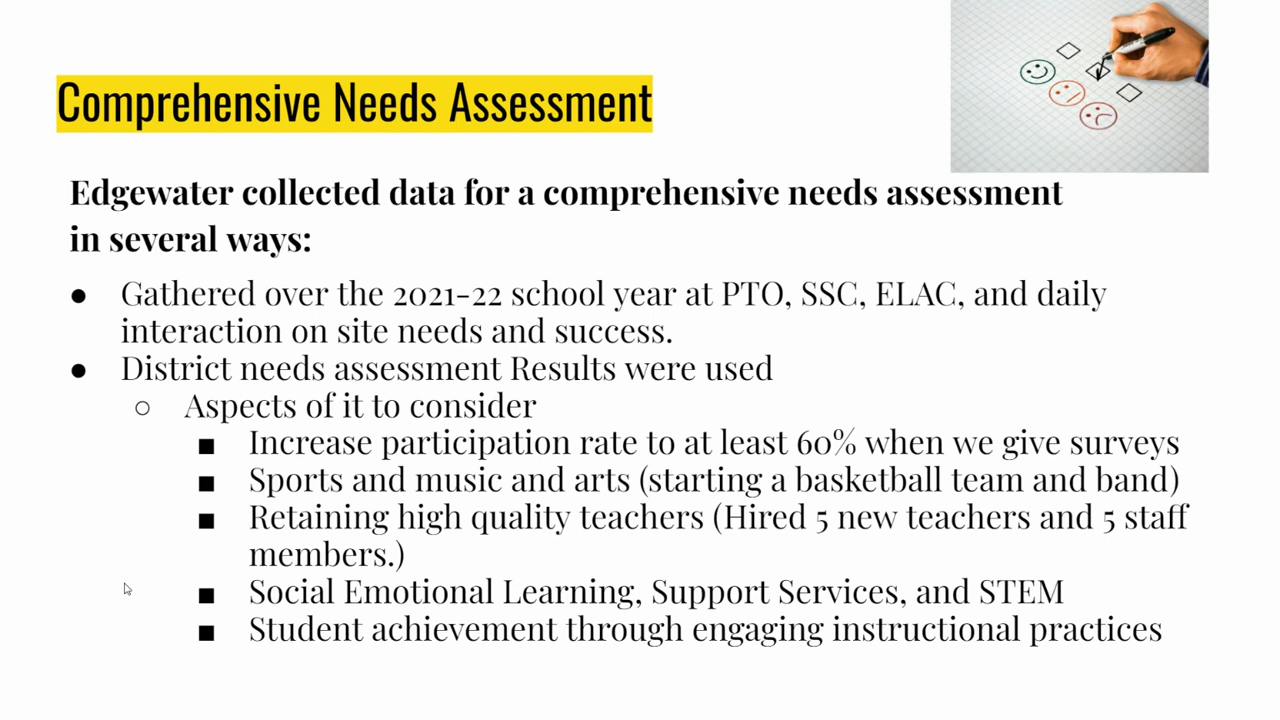 Comprehensive Needs Assessment
Edgewater collected data for a comprehensive needs assessment
in several ways:
● Gathered over the 2021-22 school year at PTO, SSC, ELAC, and daily
interaction on site needs and success.
● District needs assessment Results were used
○ Aspects of it to consider
■ Increase participation rate to at least 60% when we give surveys
■ Sports and music and arts (starting a basketball team and band)
■ Retaining high quality teachers (Hired 5 new teachers and 5 staff
members.)
■ Social Emotional Learning, Support Services, and STEM
■ Student achievement through engaging instructional practices